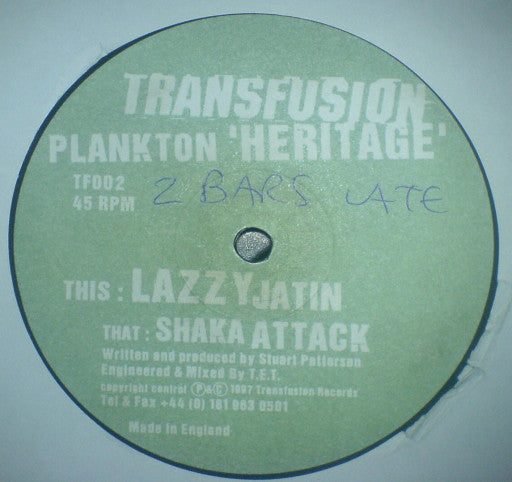 TRANSFUSION
PLANKTON 'HERITAGE'
TF002
45 RPM
2 BARS LATE
THIS : LAZZYJATIN
THAT : SHAKA ATTACK
Written and produced by Stuart Patterson
Engineered & Mixed By T.E.T.
copyright control Ⓟ&© 1997 Transfusion Records
Tel & Fax +44 (0) 181 963 0501
Made in England